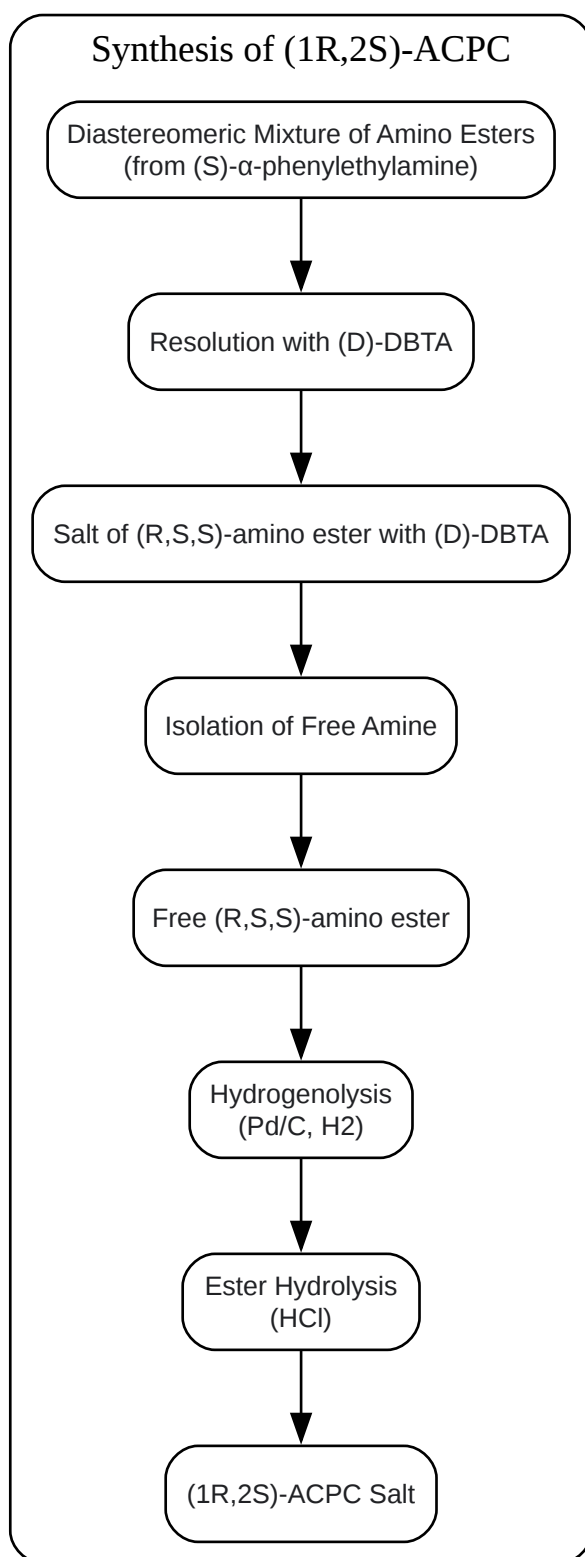 Synthesis of (1R,2S)-ACPC
Diastereomeric Mixture of Amino Esters
(from (S)-α-phenylethylamine)
Resolution with (D)-DBTA
Salt of (R,S,S)-amino ester with (D)-DBTA
Isolation of Free Amine
Free (R,S,S)-amino ester
Hydrogenolysis
(Pd/C, H2)
Ester Hydrolysis
(HCl)
(1R,2S)-ACPC Salt